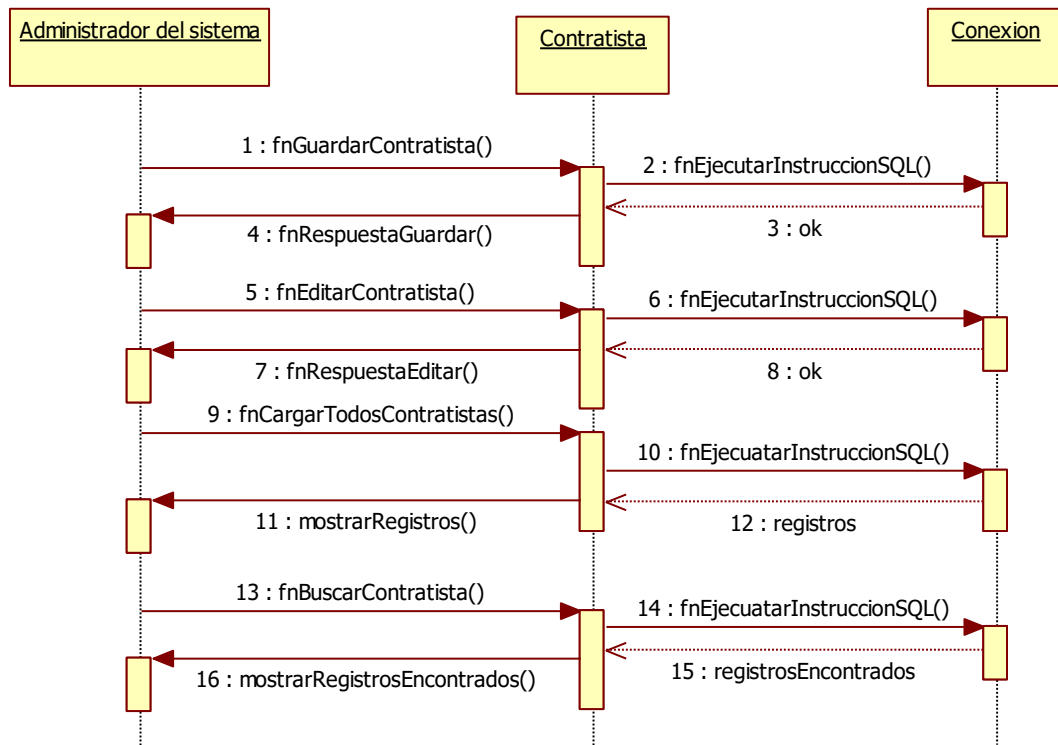 Administrador del sistema
Contratista
Conexion
1 : fnGuardarContratista()
2 : fnEjecutarInstruccionSQL()
3 : ok
4 : fnRespuestaGuardar()
5 : fnEditarContratista()
6 : fnEjecutarInstruccionSQL()
7 : fnRespuestaEditar()
8 : ok
9 : fnCargarTodosContratistas()
10 : fnEjecuatarInstruccionSQL()
11 : mostrarRegistros()
12 : registros
13 : fnBuscarContratista()
14 : fnEjecuatarInstruccionSQL()
15 : registrosEncontrados
16 : mostrarRegistrosEncontrados()